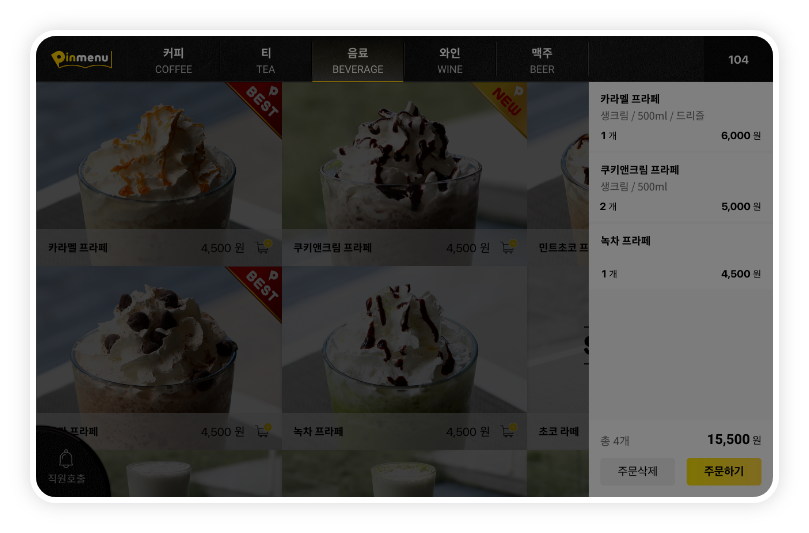 Pinmenu
커피
COFFEE
티
TEA
음료
BEVERAGE
와인
WINE
맥주
BEER
104
BEST
NEW
카라멜 프라페
4,500 원
쿠키앤크림 프라페
4,500 원
민트초코 프
BEST
프라페
4,500 원
녹차 프라페
4,500 원
초코 라떼
직원호출
카라멜 프라페
생크림 / 500ml / 드리즐
1 개
6,000 원
쿠키앤크림 프라페
생크림 / 500ml
2 개
5,000 원
녹차 프라페
1 개
4,500 원
총 4개
15,500 원
주문삭제
주문하기